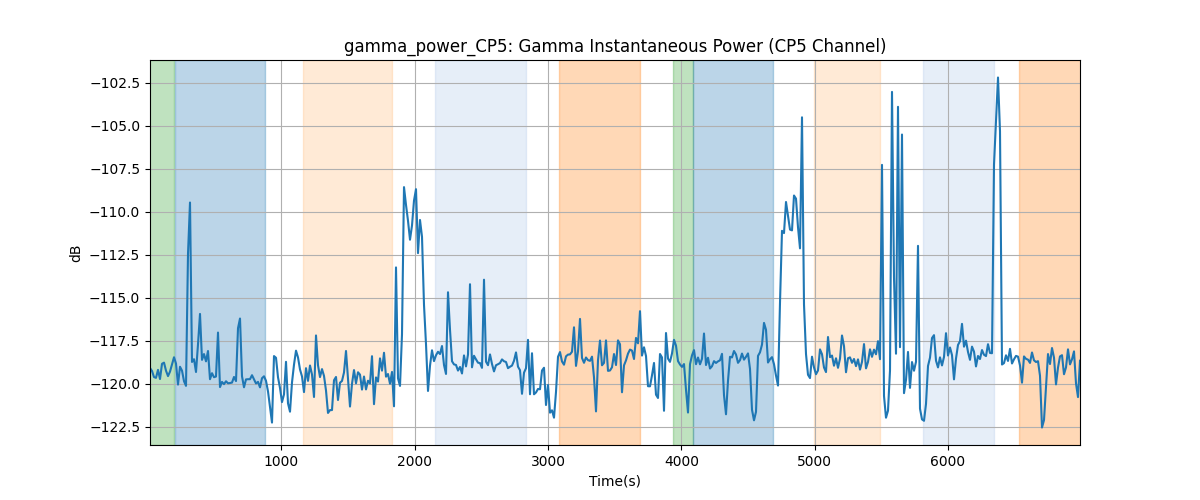 gamma_power_CP5: Gamma Instantaneous Power (CP5 Channel)
−102.5
−105.0
−107.5
−110.0
−112.5
−115.0
−117.5
−120.0
−122.5
dB
1000 2000 3000 4000 5000 6000
Time(s)